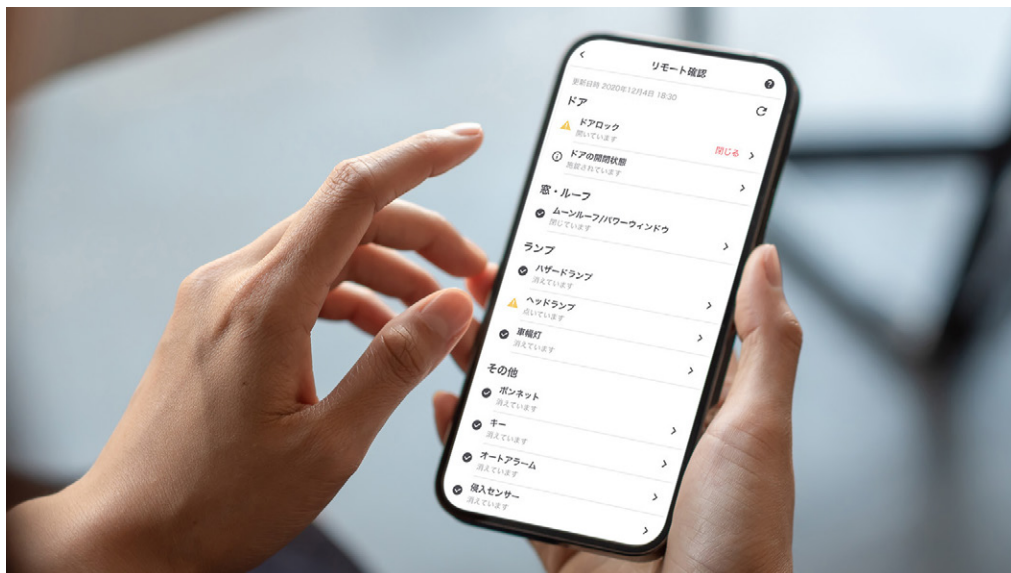 リモート確認
更新日時 2020年12月4日 18:30
ドア
ドアロック
開いています
閉じる
ドアの開閉状態
施錠されています
窓・ルーフ
ムーンルーフ/パワーウィンドウ
閉じています
ランプ
ハザードランプ
消えています
ヘッドランプ
点いています
車幅灯
消えています
その他
ボンネット
消えています
キー
消えています
オートアラーム
消えています
侵入センサー
消えています